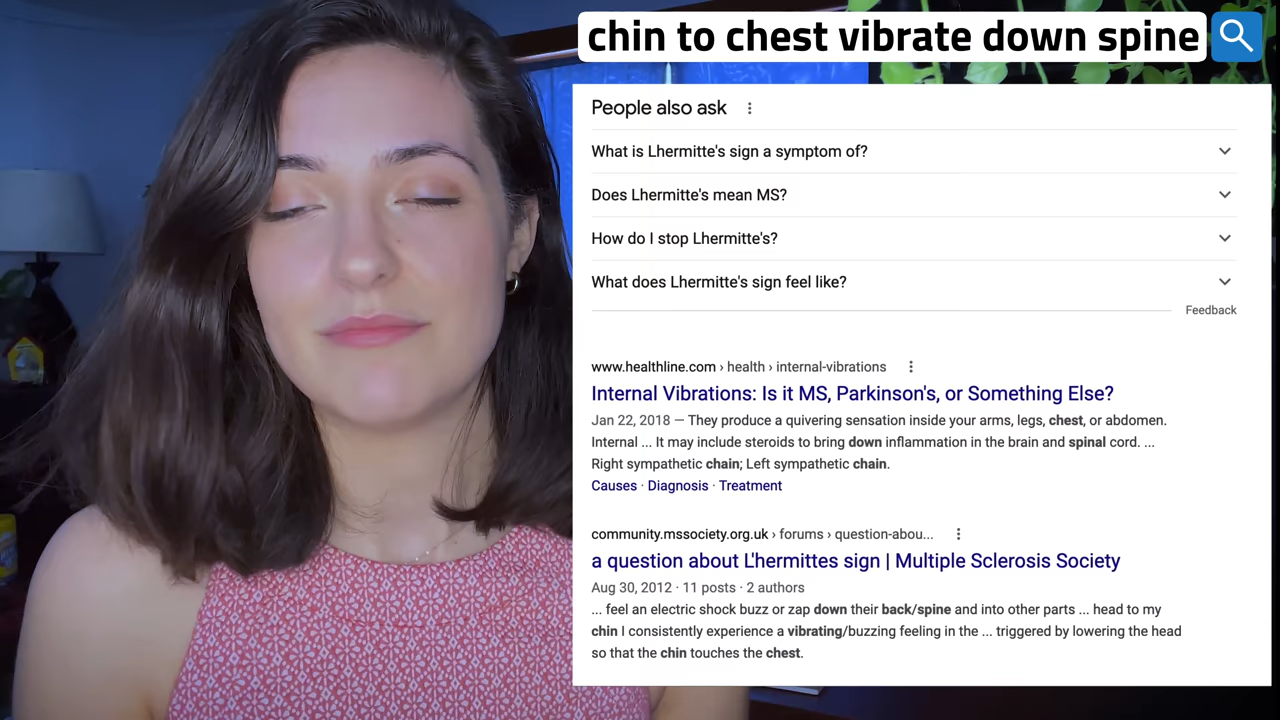 chin to chest vibrate down spine
People also ask
What is Lhermitte's sign a symptom of?
Does Lhermitte's mean MS?
How do I stop Lhermitte's?
What does Lhermitte's sign feel like?
Feedback
www.healthline.com › health › internal-vibrations
Internal Vibrations: Is it MS, Parkinson's, or Something Else?
Jan 22, 2018 — They produce a quivering sensation inside your arms, legs, chest, or abdomen.
Internal ... It may include steroids to bring down inflammation in the brain and spinal cord. ...
Right sympathetic chain; Left sympathetic chain.
Causes · Diagnosis · Treatment
community.mssociety.org.uk › forums › question-abou...
a question about L'hermittes sign | Multiple Sclerosis Society
Aug 30, 2012 · 11 posts · 2 authors
... feel an electric shock buzz or zap down their back/spine and into other parts ... head to my
chin I consistently experience a vibrating/buzzing feeling in the ... triggered by lowering the head
so that the chin touches the chest.